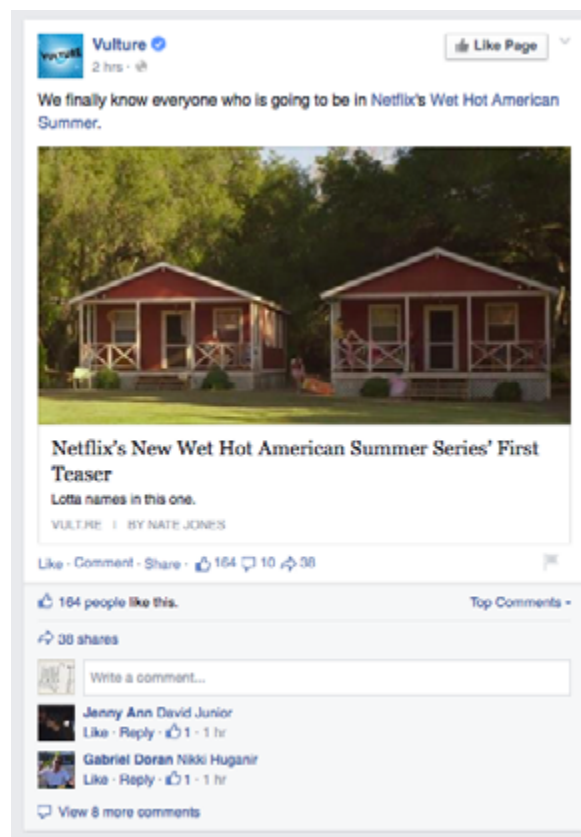 VULTURE
Vulture
Like Page
2 hrs ·
We finally know everyone who is going to be in Netflix's Wet Hot American
Summer.
Netflix's New Wet Hot American Summer Series' First
Teaser
Lotta names in this one.
VULT.RE | BY NATE JONES
Like · Comment · Share · 164 10 38
164 people like this.
Top Comments
38 shares
Write a comment...
Jenny Ann David Junior
Like · Reply · 1 · 1 hr
Gabriel Doran Nikki Huganir
Like · Reply · 1 · 1 hr
View 8 more comments